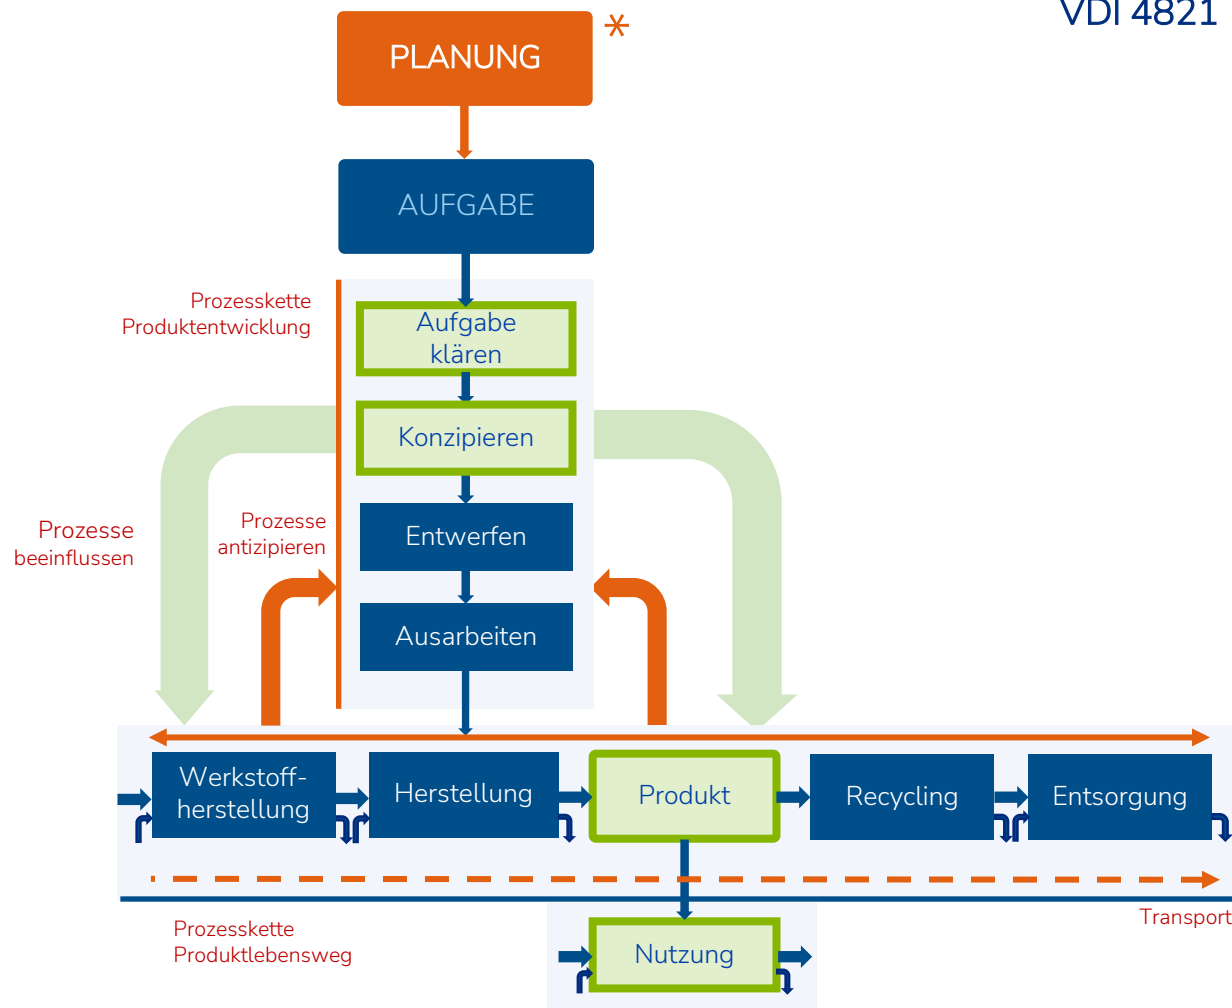 VDI 4821
PLANUNG
*
AUFGABE
Prozesskette
Produktentwicklung
Aufgabe
klären
Konzipieren
Prozesse
beeinflussen
Prozesse
antizipieren
Entwerfen
Ausarbeiten
Werkstoff-
herstellung
Herstellung
Produkt
Recycling
Entsorgung
Transport
Prozesskette
Produktlebensweg
Nutzung